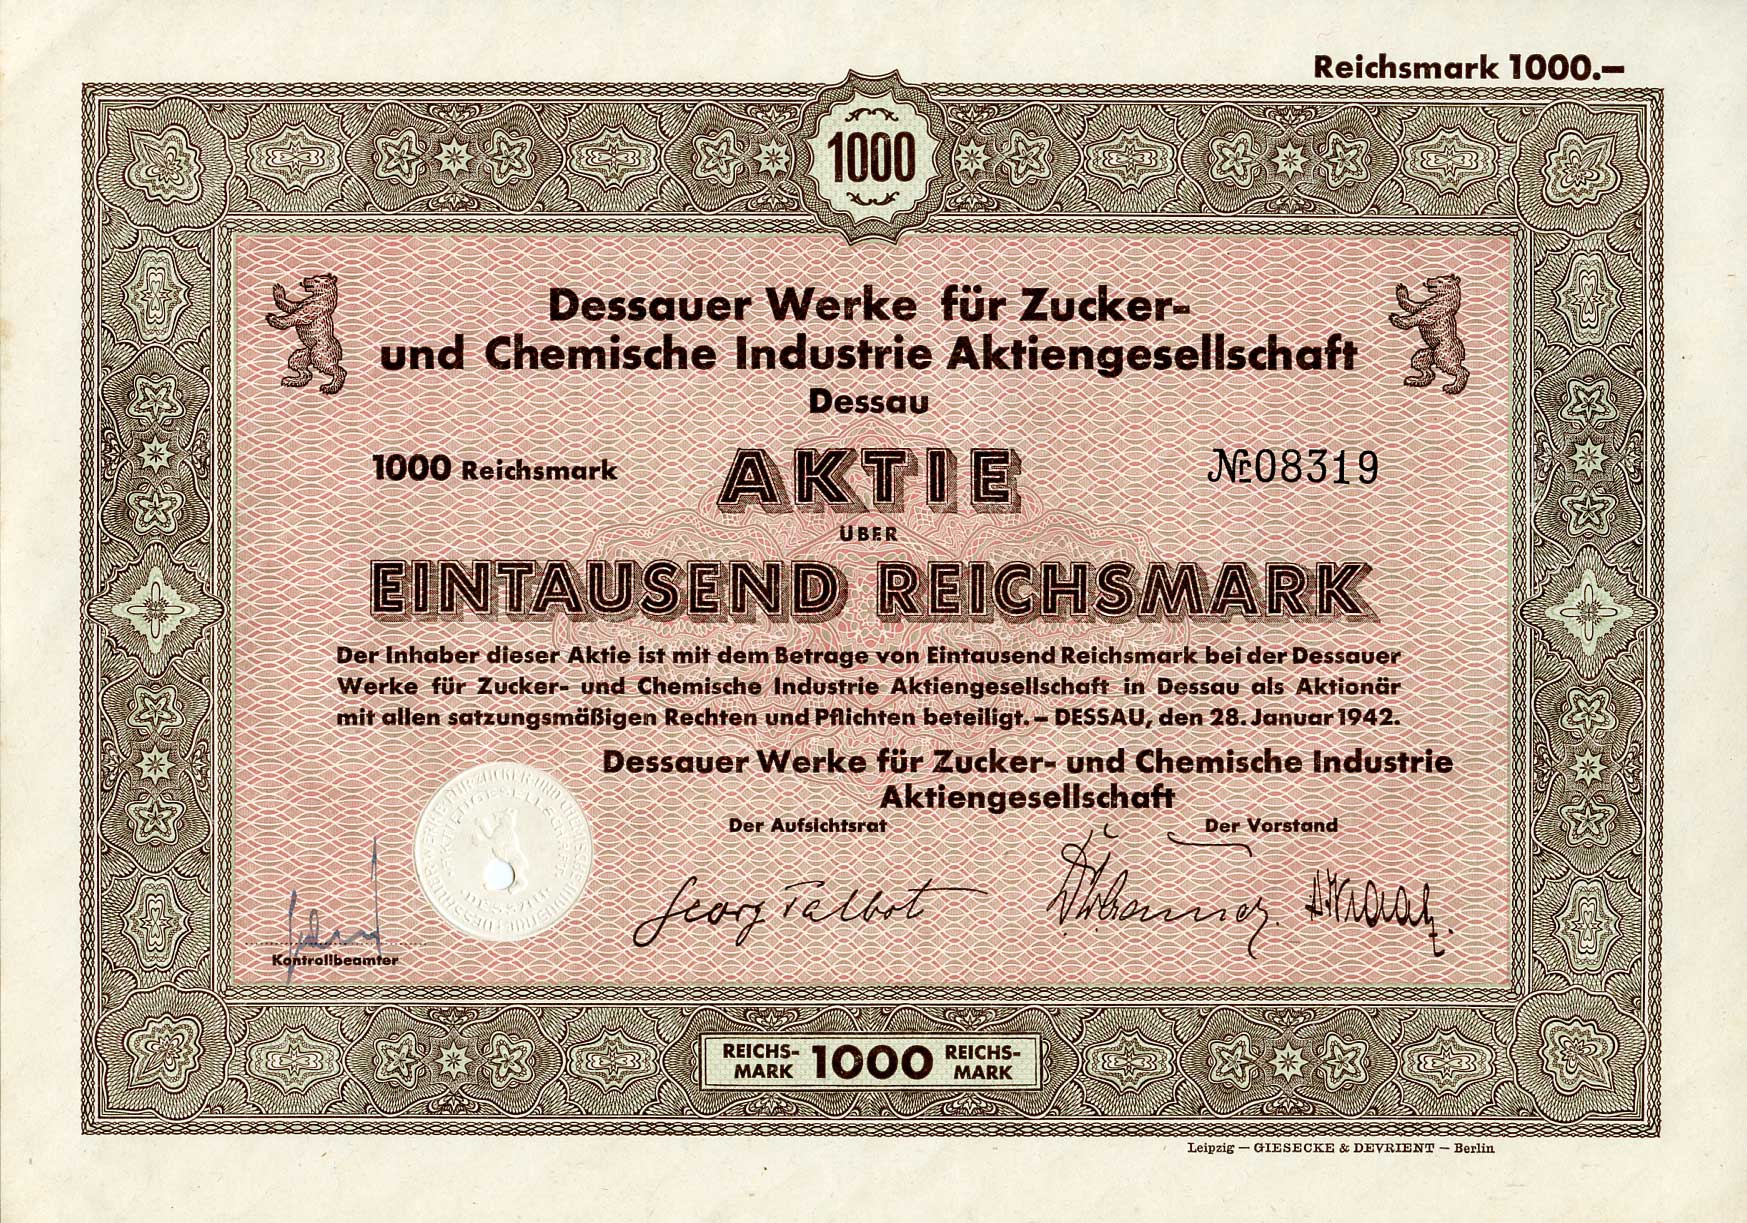 Reichsmark 1000.—
1000
Dessauer Werke für Zucker-
und Chemische Industrie Aktiengesellschaft
Dessau
1000 Reichsmark AKTIE № 08319
ÜBER
EINTAUSEND REICHSMARK
Der Inhaber dieser Aktie ist mit dem Betrage von Eintausend Reichsmark bei der Dessauer
Werke für Zucker- und Chemische Industrie Aktiengesellschaft in Dessau als Aktionär
mit allen satzungsmäßigen Rechten und Pflichten beteiligt. — DESSAU, den 28. Januar 1942.
Dessauer Werke für Zucker- und Chemische Industrie
Aktiengesellschaft
Der Aufsichtsrat Der Vorstand
Georg Talbot
Kontrollbeamter
REICHS- 1000 REICHS-
MARK MARK
Leipzig — GIESECKE & DEVRIENT — Berlin